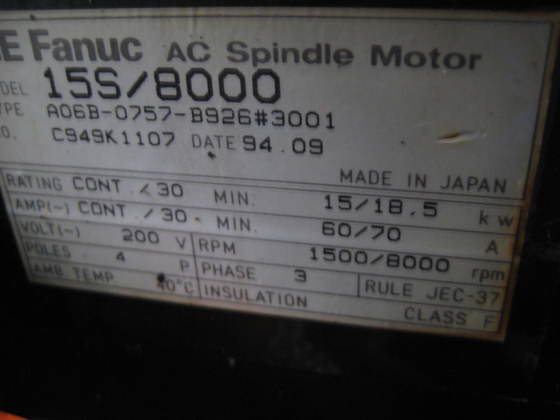 E Fanuc AC Spindle Motor
DEL 15S/8000
YPE A06B-0757-B926#3001
O. C949K1107 DATE 94.09
MADE IN JAPAN
RATING CONT./30 MIN. 15/18.5 kw
AMP(~) CONT./30 MIN. 60/70 A
VOLT(~) 200 V RPM 1500/8000 rpm
POLES 4 P PHASE 3 RULE JEC-37
AMB TEMP. 40°C INSULATION CLASS F